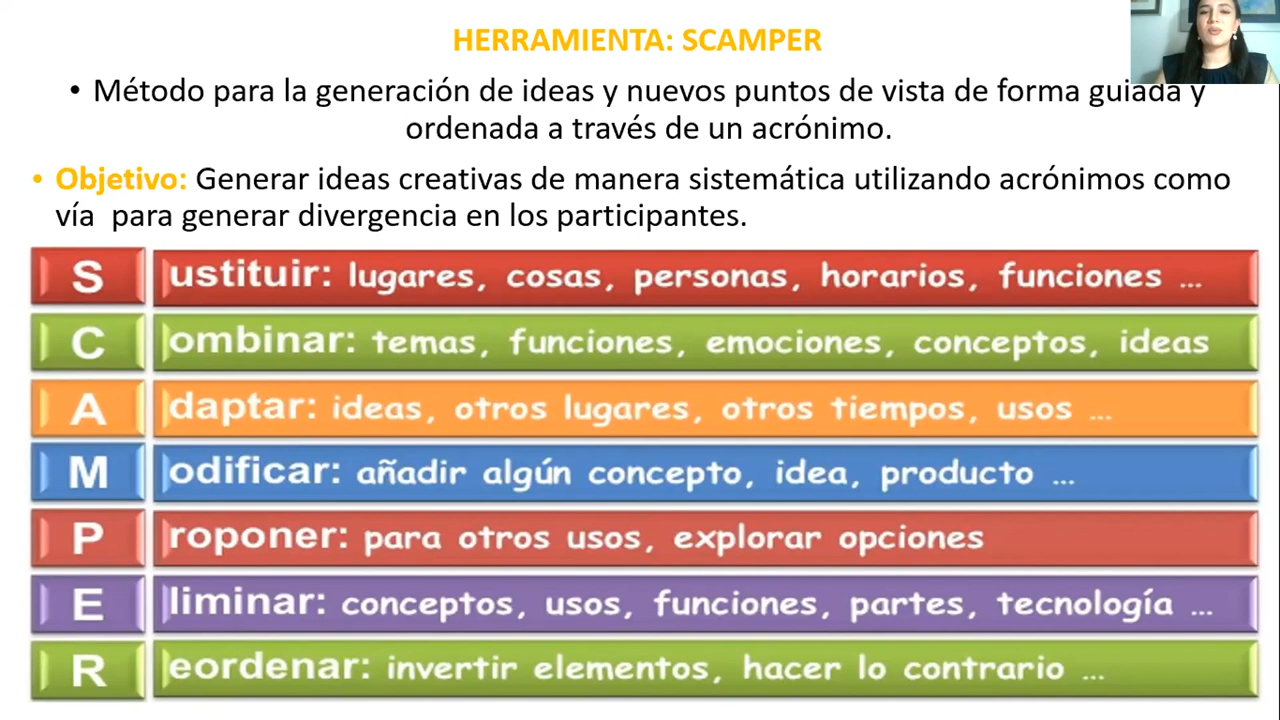 HERRAMIENTA: SCAMPER
• Método para la generación de ideas y nuevos puntos de vista de forma guiada y
ordenada a través de un acrónimo.
• Objetivo: Generar ideas creativas de manera sistemática utilizando acrónimos como
vía para generar divergencia en los participantes.
S ustituir: lugares, cosas, personas, horarios, funciones ...
C ombinar: temas, funciones, emociones, conceptos, ideas
A daptar: ideas, otros lugares, otros tiempos, usos ...
M odificar: añadir algún concepto, idea, producto ...
P roponer: para otros usos, explorar opciones
E liminar: conceptos, usos, funciones, partes, tecnología ...
R eordenar: invertir elementos, hacer lo contrario ...